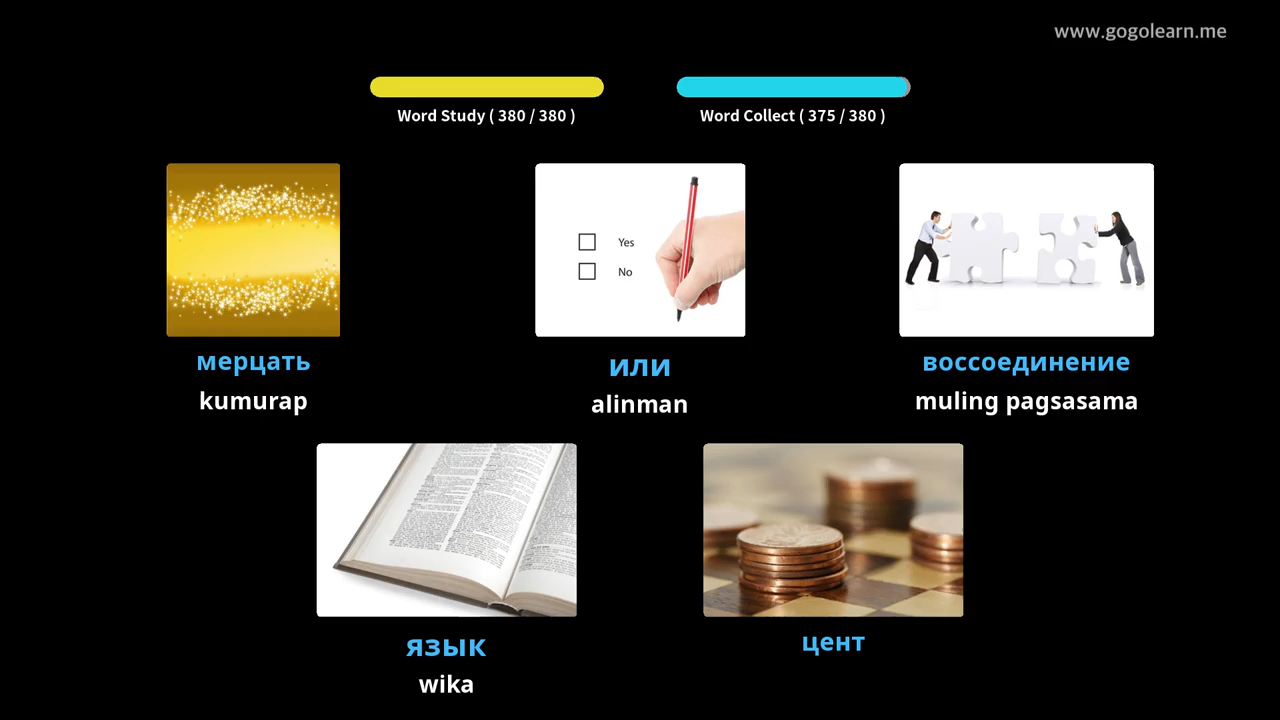 www.gogolearn.me
Word Study ( 380 / 380 )
Word Collect ( 375 / 380 )
Yes
No
мерцать
kumurap
или
alinman
воссоединение
muling pagsasama
язык
wika
цент